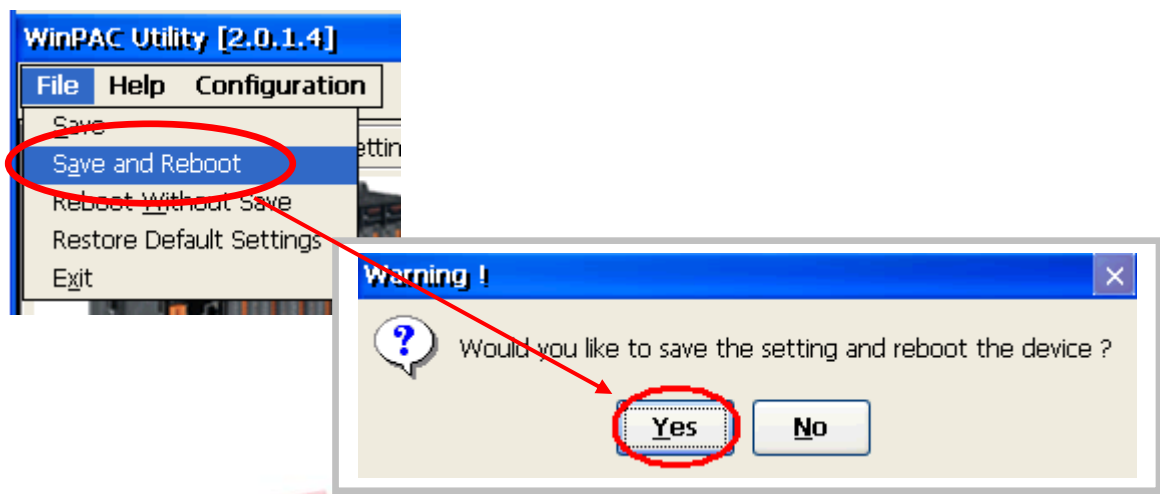 WinPAC Utility [2.0.1.4]
File Help Configuration
Save
Save and Reboot
Reboot Without Save
Restore Default Settings
Exit
Warning !
Would you like to save the setting and reboot the device ?
Yes No